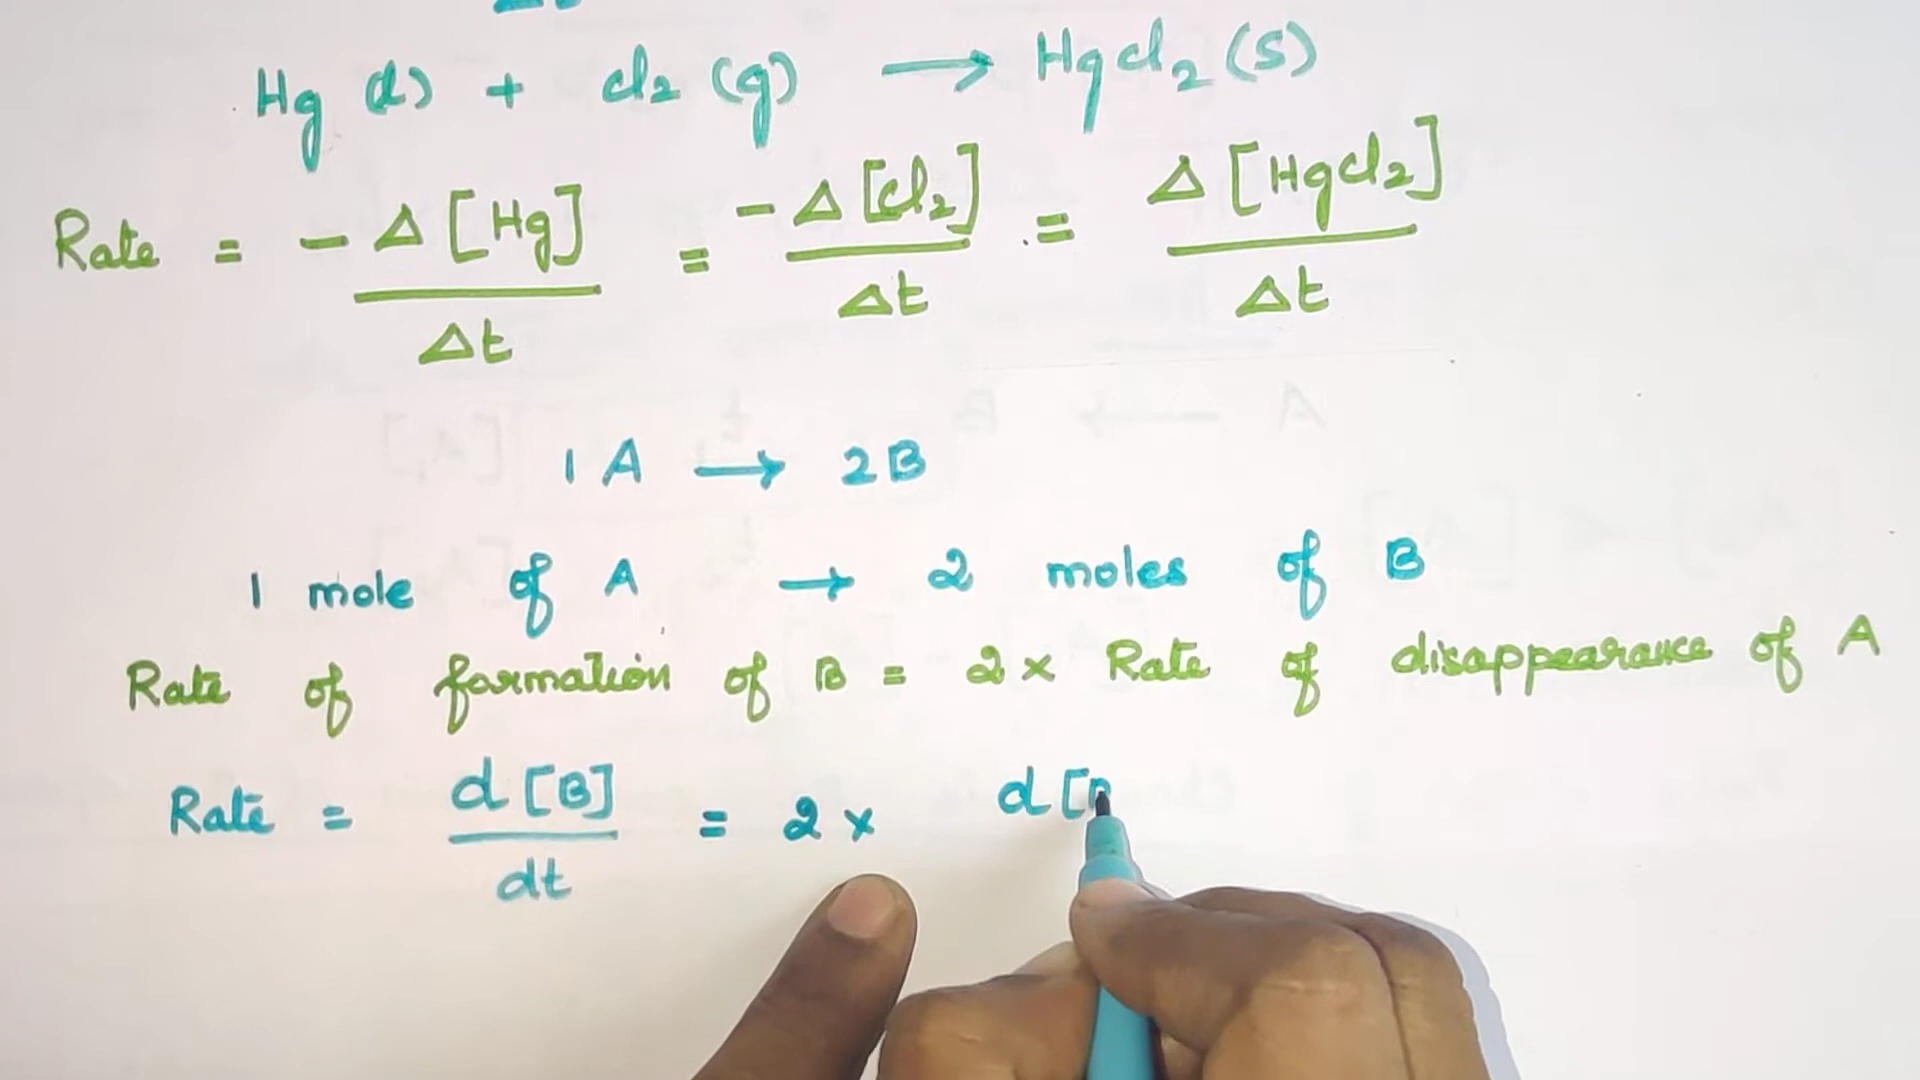 Hg (l) + Cl2 (g) → HgCl2 (s)
Rate = - Δ [Hg] / Δt = - Δ [Cl2] / Δt = Δ [HgCl2] / Δt
1 A → 2B
1 mole of A → 2 moles of B
Rate of formation of B = 2 × Rate of disappearance of A
Rate = d [B] / dt = 2 × d [